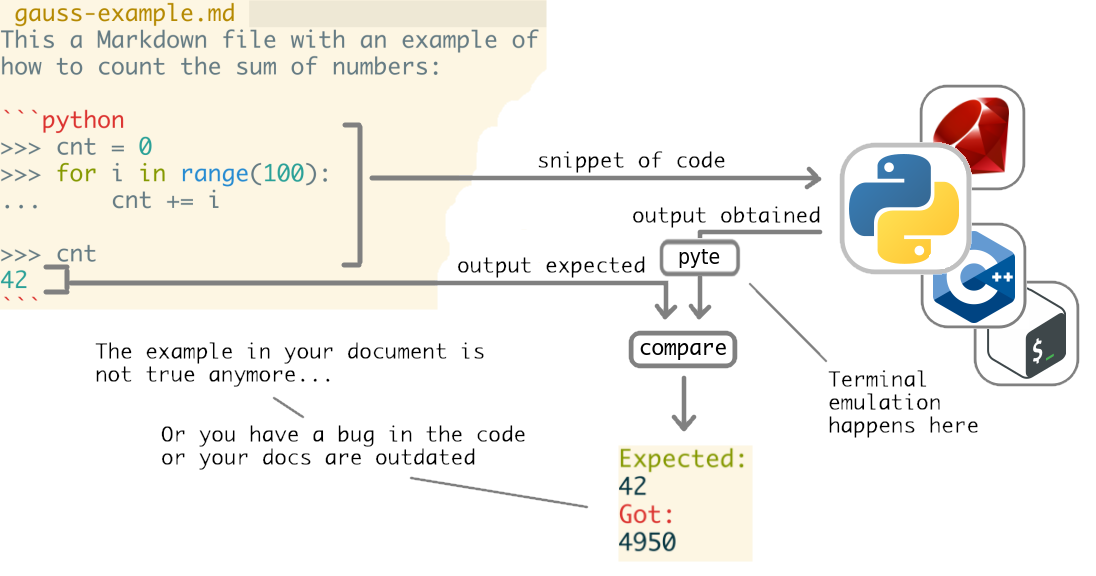 gauss-example.md
This a Markdown file with an example of
how to count the sum of numbers:
```python
>>> cnt = 0
>>> for i in range(100):
...     cnt += i
>>> cnt
42
```
snippet of code
output obtained
pyte
output expected
compare
C++
$_
The example in your document is
not true anymore...
Or you have a bug in the code
or your docs are outdated
Terminal
emulation
happens here
Expected:
42
Got:
4950